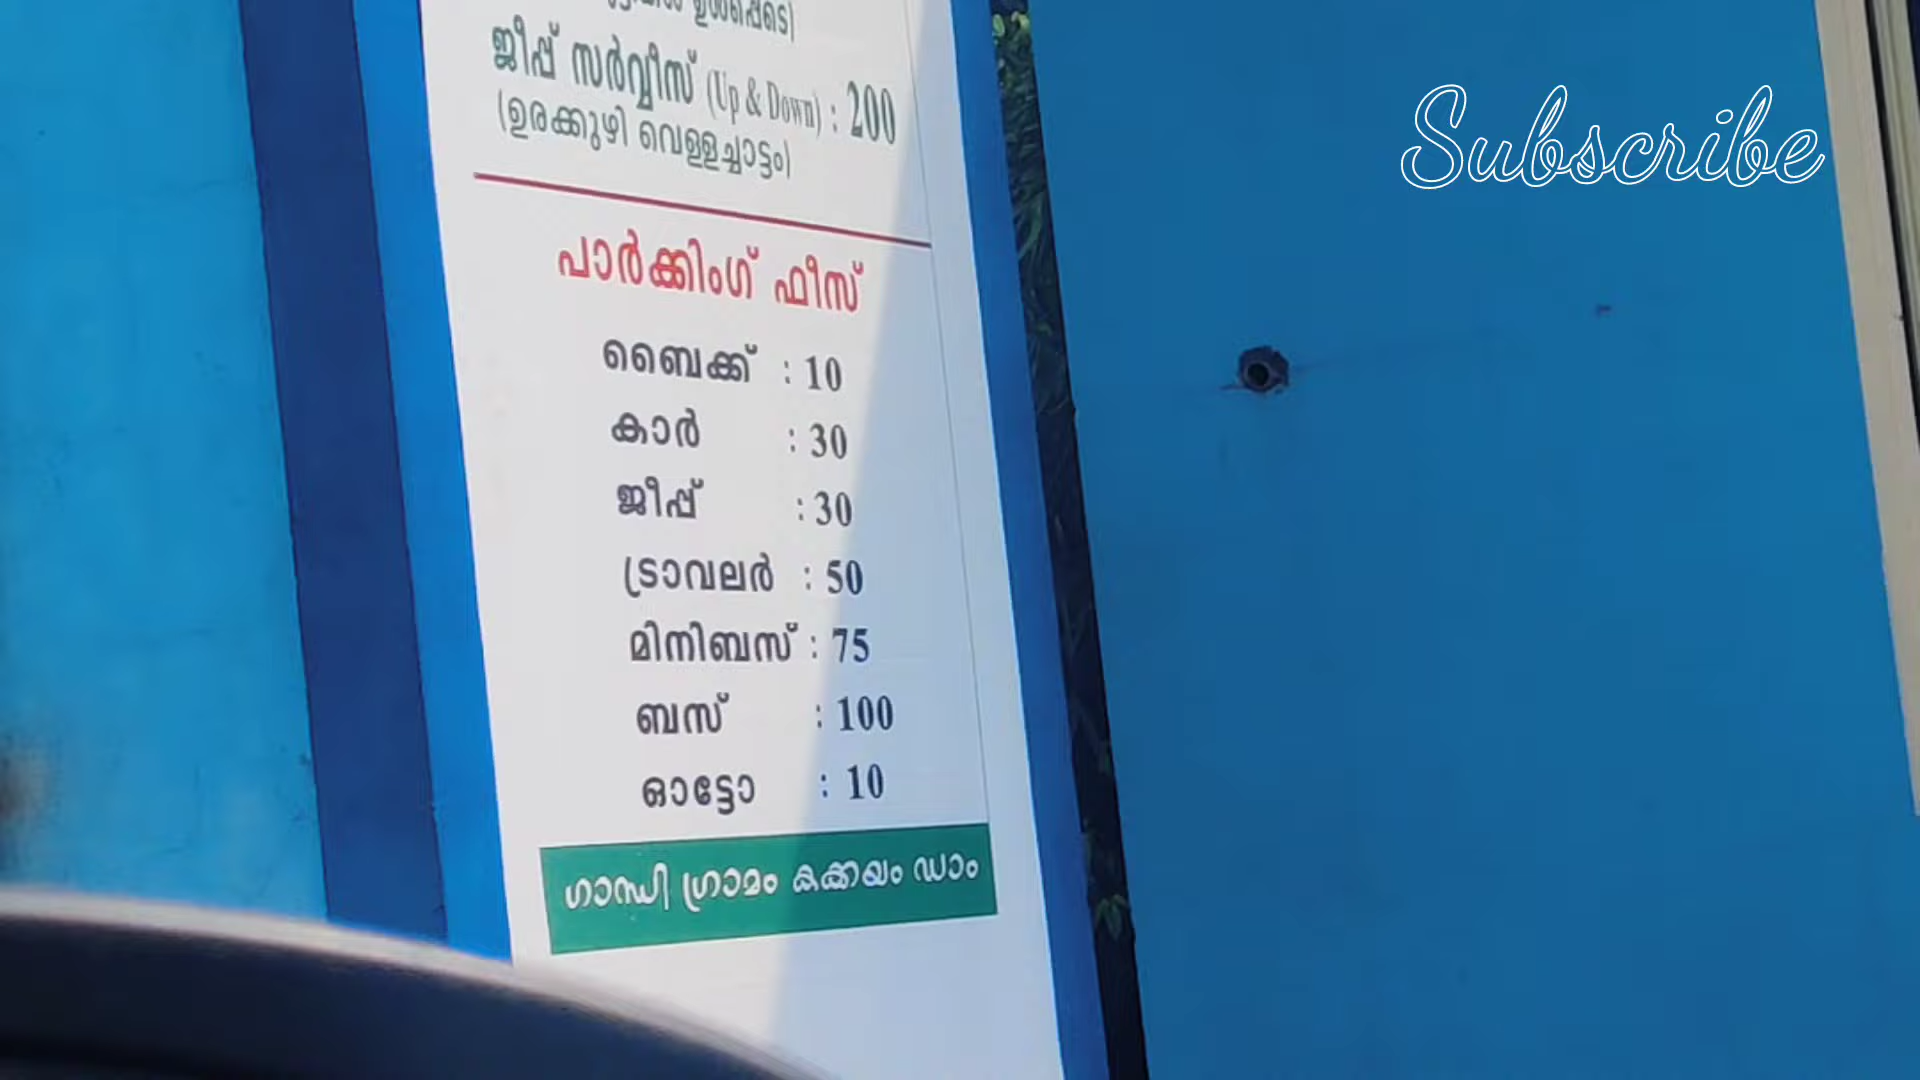 ഉൾപ്പെടെ)
ജീപ്പ് സർവ്വീസ് (Up & Down) : 200
(ഉരക്കുഴി വെള്ളച്ചാട്ടം)
പാർക്കിംഗ് ഫീസ്
ബൈക്ക് : 10
കാർ : 30
ജീപ്പ് : 30
ട്രാവലർ : 50
മിനിബസ് : 75
ബസ് : 100
ഓട്ടോ : 10
ഗാന്ധി ഗ്രാമം കക്കയം ഡാം
Subscribe